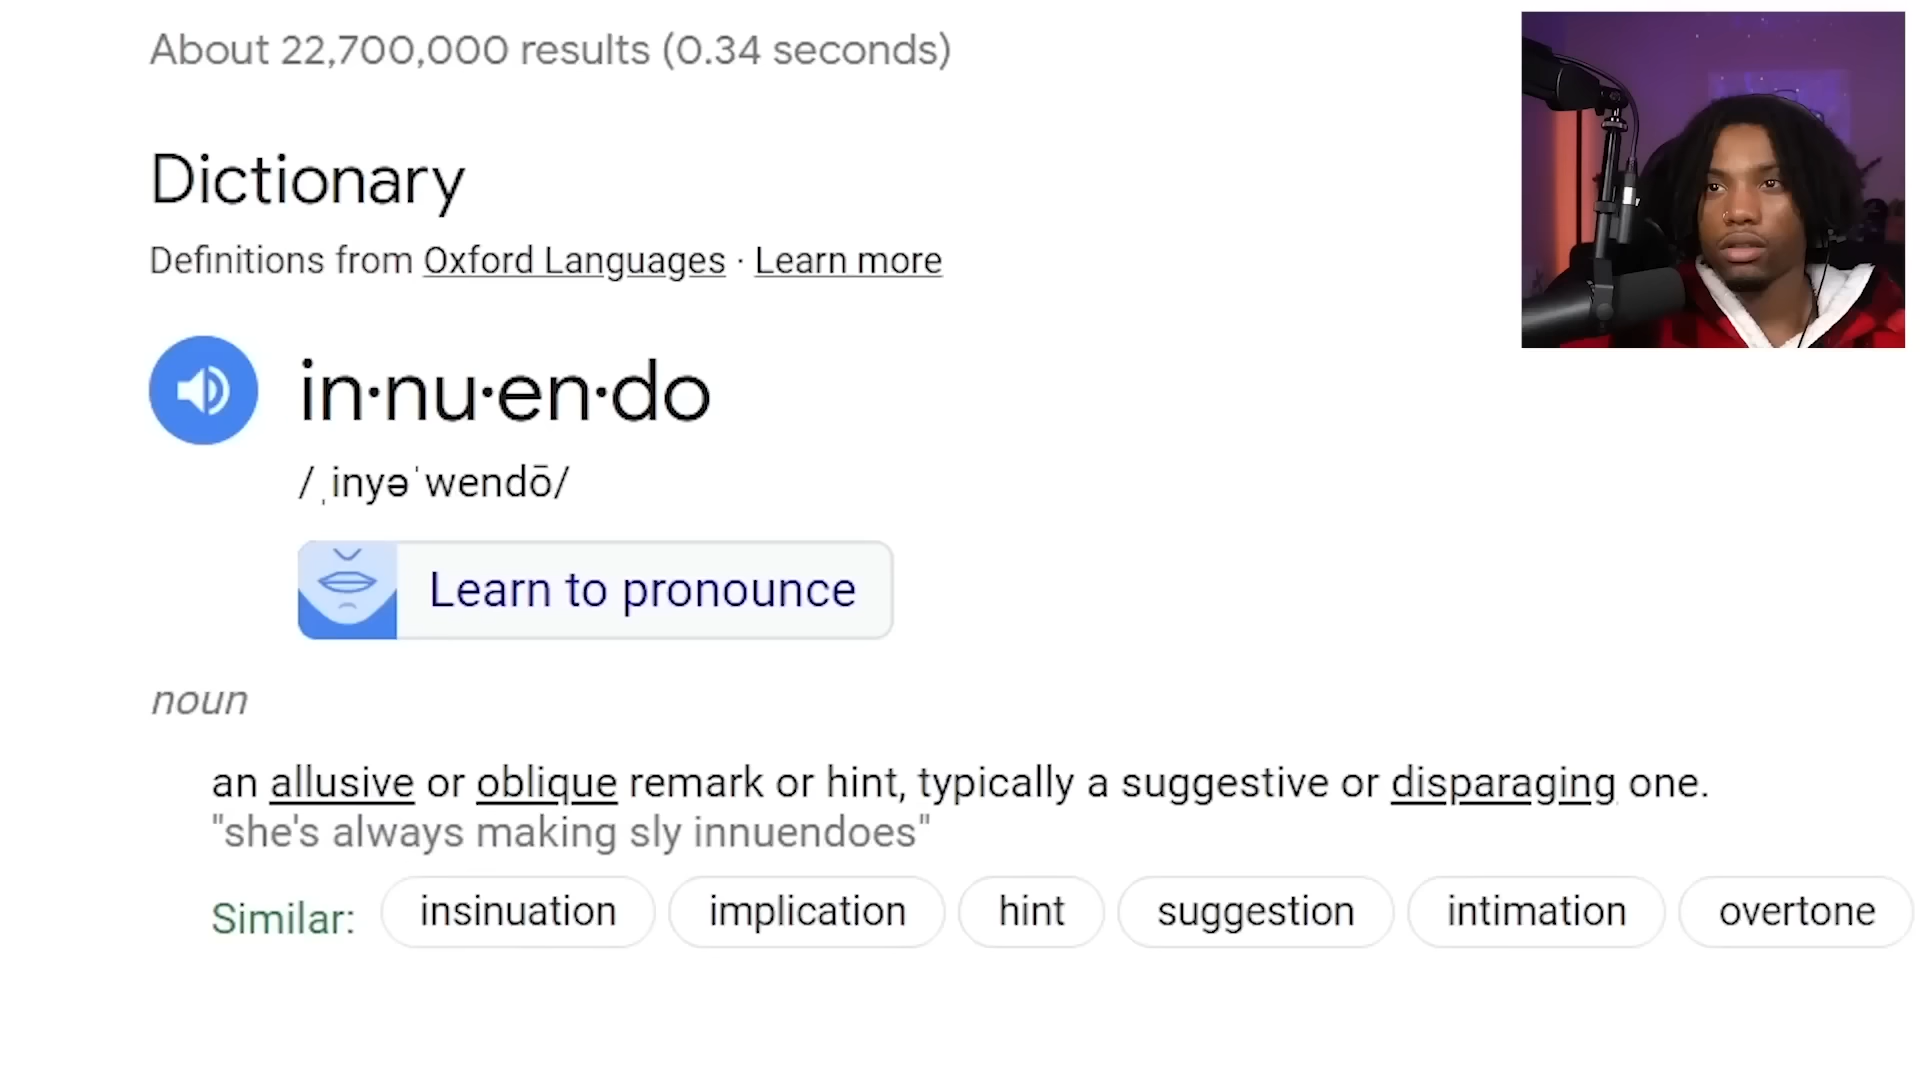 About 22,700,000 results (0.34 seconds)
Dictionary
Definitions from Oxford Languages · Learn more
in·nu·en·do
/ˌinyəˈwendō/
Learn to pronounce
noun
an allusive or oblique remark or hint, typically a suggestive or disparaging one.
"she's always making sly innuendoes"
Similar: insinuation implication hint suggestion intimation overtone